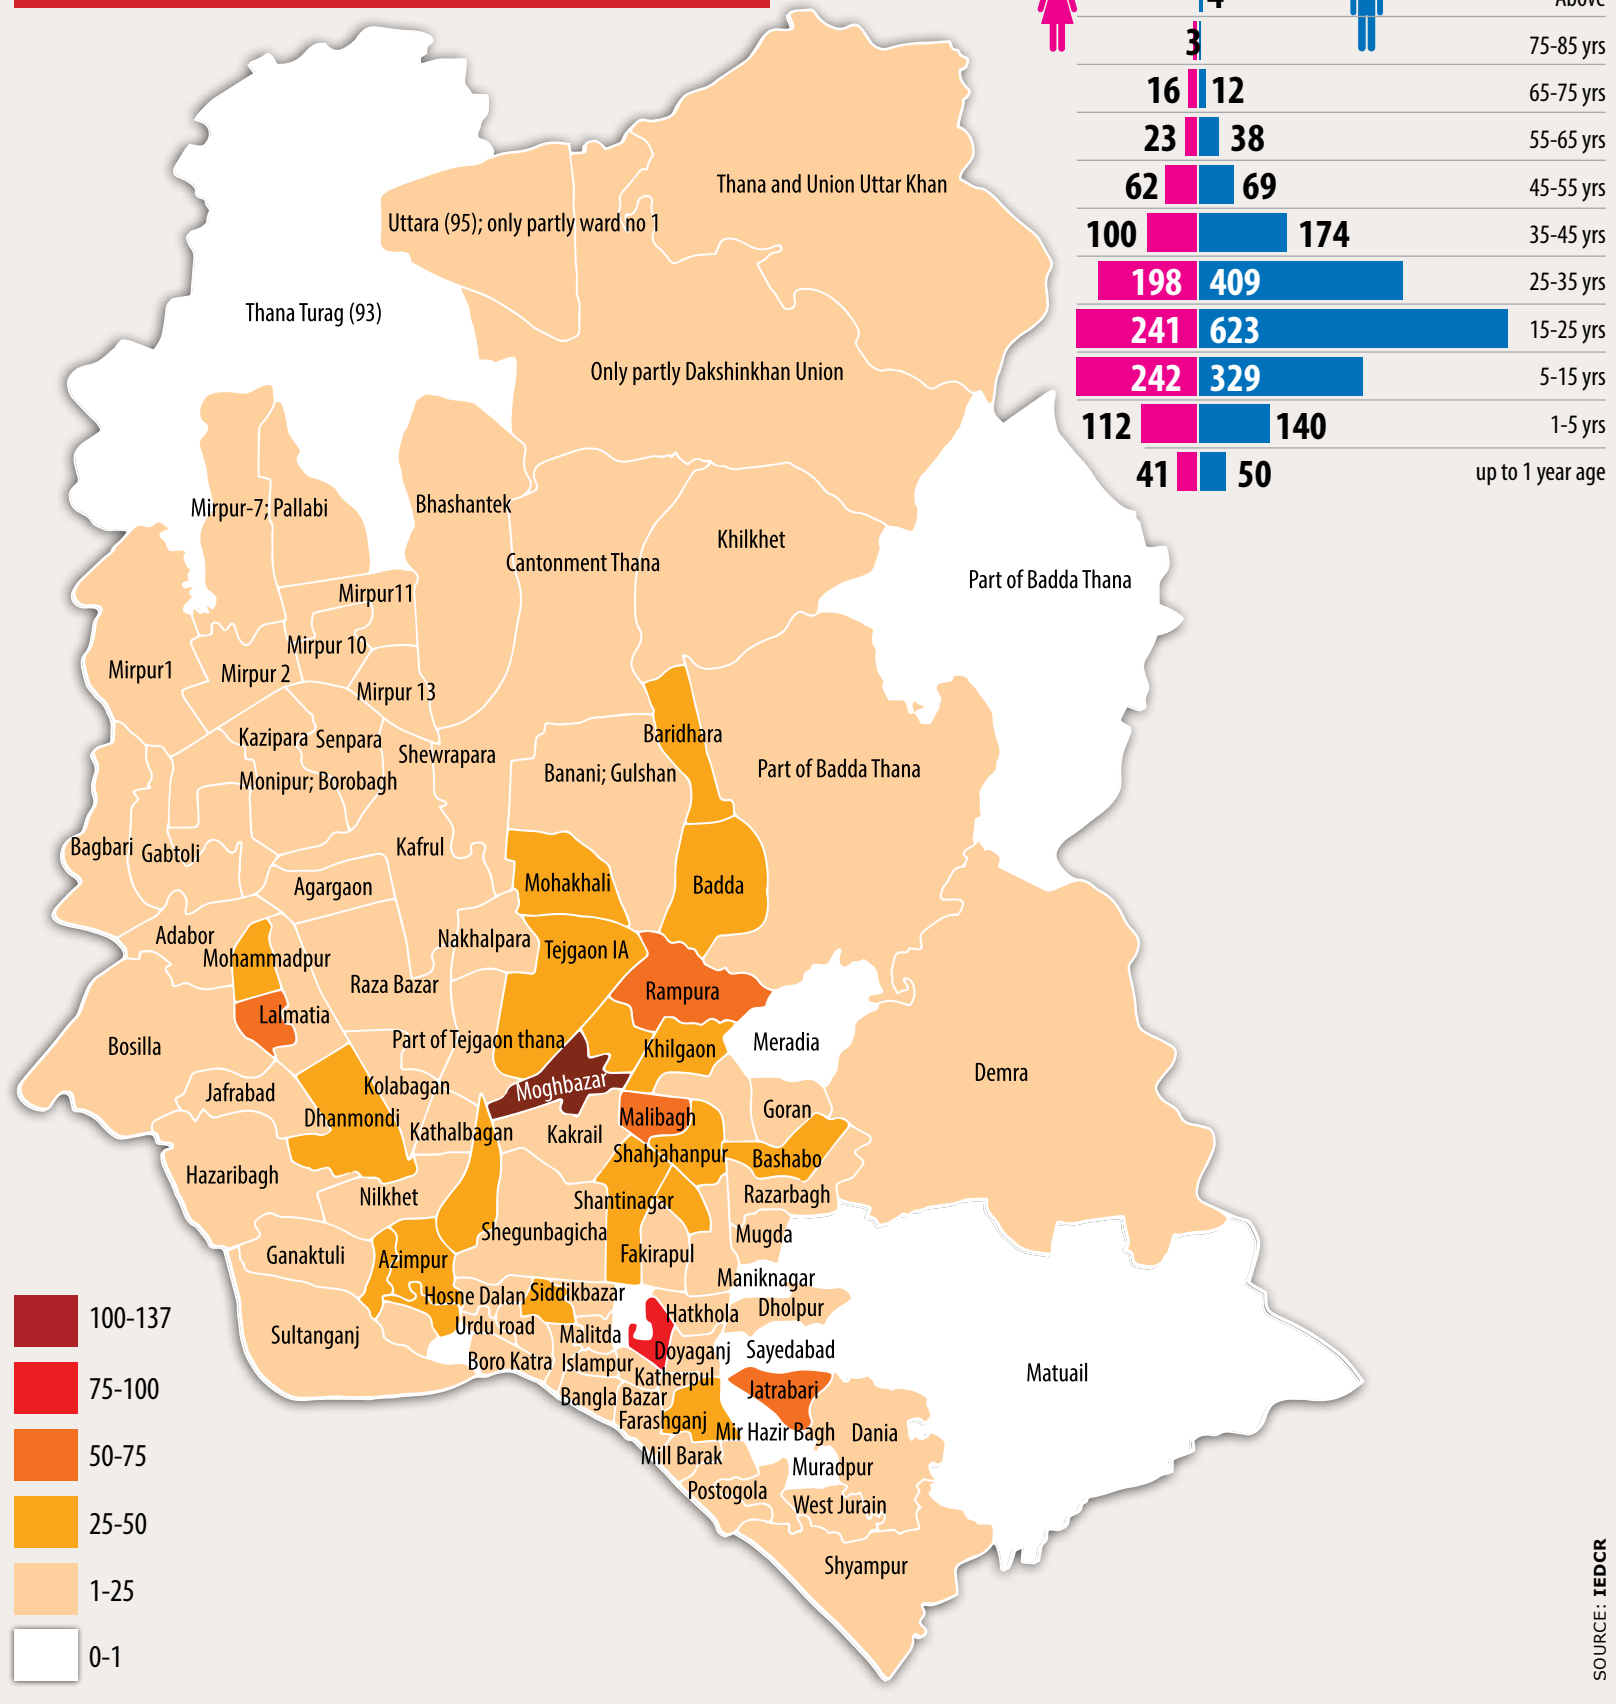 4
Above
3
75-85 yrs
16 12
65-75 yrs
23 38
55-65 yrs
62 69
45-55 yrs
100 174
35-45 yrs
198 409
25-35 yrs
241 623
15-25 yrs
242 329
5-15 yrs
112 140
1-5 yrs
41 50
up to 1 year age
Thana and Union Uttar Khan
Uttara (95); only partly ward no 1
Thana Turag (93)
Only partly Dakshinkhan Union
Mirpur-7; Pallabi
Bhashantek
Cantonment Thana
Khilkhet
Part of Badda Thana
Mirpur11
Mirpur 10
Mirpur1
Mirpur 2
Mirpur 13
Kazipara
Senpara
Shewrapara
Baridhara
Monipur; Borobagh
Banani; Gulshan
Part of Badda Thana
Bagbari
Gabtoli
Kafrul
Agargaon
Mohakhali
Badda
Adabor
Mohammadpur
Nakhalpara
Tejgaon IA
Raza Bazar
Rampura
Lalmatia
Bosilla
Part of Tejgaon thana
Khilgaon
Meradia
Demra
Jafrabad
Kolabagan
Moghbazar
Dhanmondi
Kathalbagan
Kakrail
Malibagh
Goran
Shahjahanpur
Bashabo
Hazaribagh
Nilkhet
Shantinagar
Razarbagh
Shegunbagicha
Mugda
Ganaktuli
Azimpur
Fakirapul
Maniknagar
Hosne Dalan
Siddikbazar
Hatkhola
Dholpur
Sultanganj
Urdu road
Malitda
Doyaganj
Sayedabad
Boro Katra
Islampur
Katherpul
Matuail
Bangla Bazar
Jatrabari
Farashganj
Mir Hazir Bagh
Dania
Mill Barak
Muradpur
Postogola
West Jurain
Shyampur
100-137
75-100
50-75
25-50
1-25
0-1
SOURCE: IEDCR